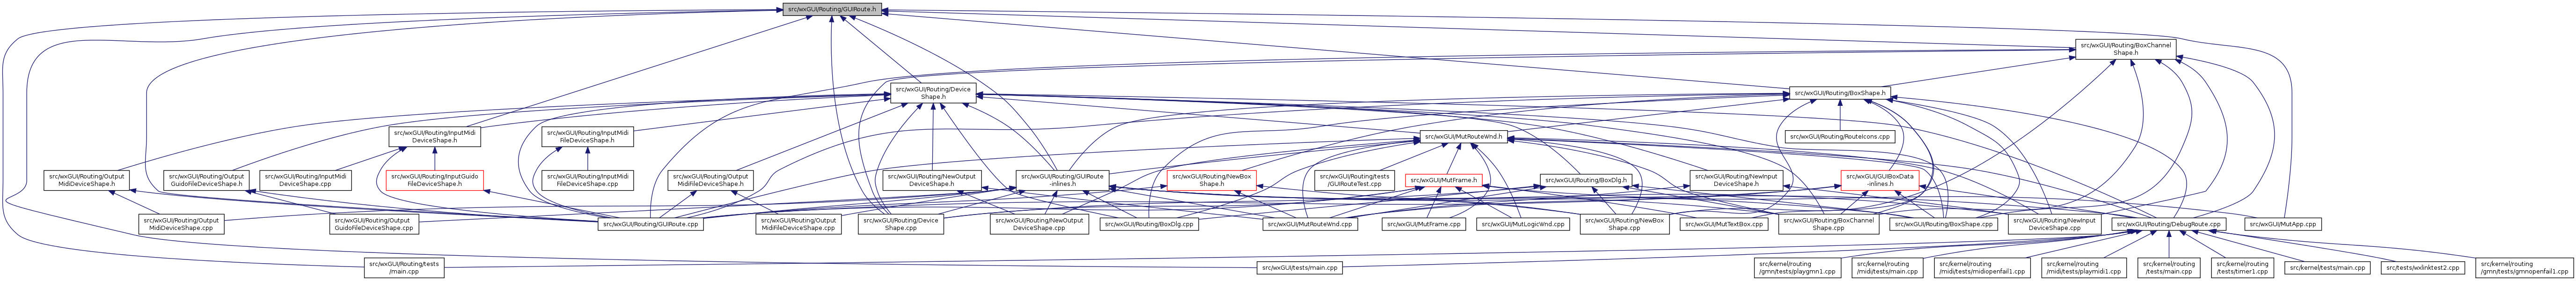 src/wxGUI/Routing/GUIRoute.h
src/wxGUI/Routing/BoxChannel
Shape.h
src/wxGUI/Routing/Device
Shape.h
src/wxGUI/Routing/BoxShape.h
src/wxGUI/Routing/InputMidi
DeviceShape.h
src/wxGUI/Routing/InputMidi
FileDeviceShape.h
src/wxGUI/MutRouteWnd.h
src/wxGUI/Routing/RouteIcons.cpp
src/wxGUI/Routing/Output
MidiDeviceShape.h
src/wxGUI/Routing/Output
GuidoFileDeviceShape.h
src/wxGUI/Routing/InputMidi
DeviceShape.cpp
src/wxGUI/Routing/InputGuido
FileDeviceShape.h
src/wxGUI/Routing/InputMidi
FileDeviceShape.cpp
src/wxGUI/Routing/Output
MidiFileDeviceShape.h
src/wxGUI/Routing/NewOutput
DeviceShape.h
src/wxGUI/Routing/GUIRoute
-inlines.h
src/wxGUI/Routing/NewBox
Shape.h
src/wxGUI/Routing/tests
/GUIRouteTest.cpp
src/wxGUI/MutFrame.h
src/wxGUI/Routing/BoxDlg.h
src/wxGUI/Routing/NewInput
DeviceShape.h
src/wxGUI/GUIBoxData
-inlines.h
src/wxGUI/Routing/Output
MidiDeviceShape.cpp
src/wxGUI/Routing/Output
GuidoFileDeviceShape.cpp
src/wxGUI/Routing/GUIRoute.cpp
src/wxGUI/Routing/Output
MidiFileDeviceShape.cpp
src/wxGUI/Routing/Device
Shape.cpp
src/wxGUI/Routing/NewOutput
DeviceShape.cpp
src/wxGUI/Routing/BoxDlg.cpp
src/wxGUI/MutRouteWnd.cpp
src/wxGUI/MutFrame.cpp
src/wxGUI/MutLogicWnd.cpp
src/wxGUI/Routing/NewBox
Shape.cpp
src/wxGUI/MutTextBox.cpp
src/wxGUI/Routing/BoxChannel
Shape.cpp
src/wxGUI/Routing/BoxShape.cpp
src/wxGUI/Routing/NewInput
DeviceShape.cpp
src/wxGUI/Routing/DebugRoute.cpp
src/wxGUI/MutApp.cpp
src/wxGUI/Routing/tests
/main.cpp
src/wxGUI/tests/main.cpp
src/kernel/routing
/gmn/tests/playgmn1.cpp
src/kernel/routing
/midi/tests/main.cpp
src/kernel/routing
/midi/tests/midiopenfail1.cpp
src/kernel/routing
/midi/tests/playmidi1.cpp
src/kernel/routing
/tests/main.cpp
src/kernel/routing
/tests/timer1.cpp
src/kernel/tests/main.cpp
src/tests/wxlinktest2.cpp
src/kernel/routing
/gmn/tests/gmnopenfail1.cpp